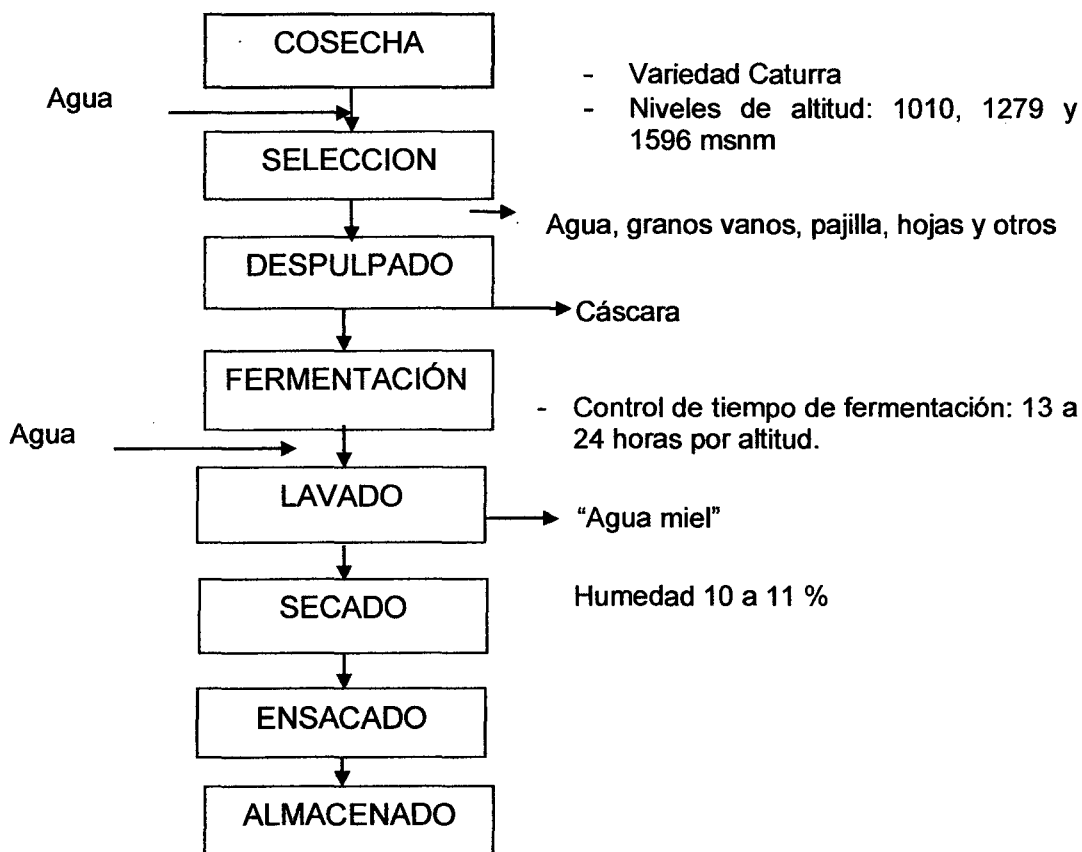 COSECHA
- Variedad Caturra
Agua
- Niveles de altitud: 1010, 1279 y
1596 msnm
SELECCION
Agua, granos vanos, pajilla, hojas y otros
DESPULPADO
Cáscara
FERMENTACIÓN
- Control de tiempo de fermentación: 13 a
24 horas por altitud.
Agua
LAVADO
“Agua miel”
SECADO
Humedad 10 a 11 %
ENSACADO
ALMACENADO